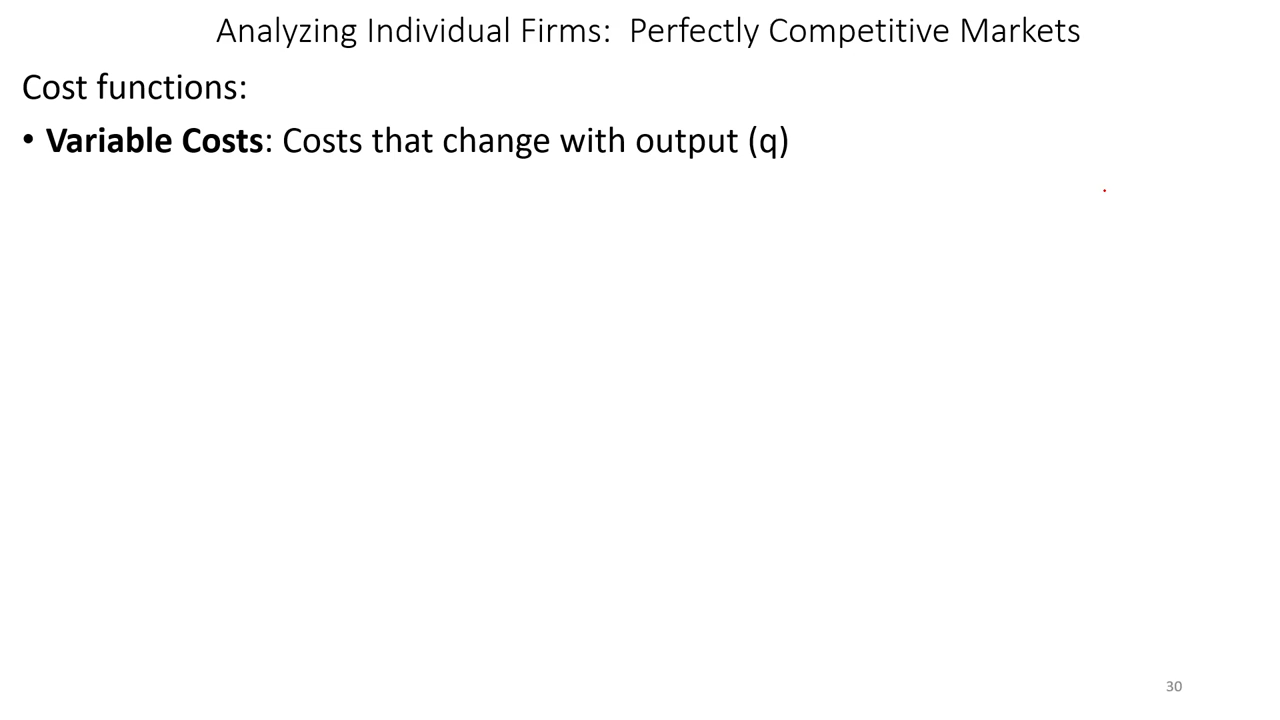 Analyzing Individual Firms:  Perfectly Competitive Markets
Cost functions:
• Variable Costs: Costs that change with output (q)
30